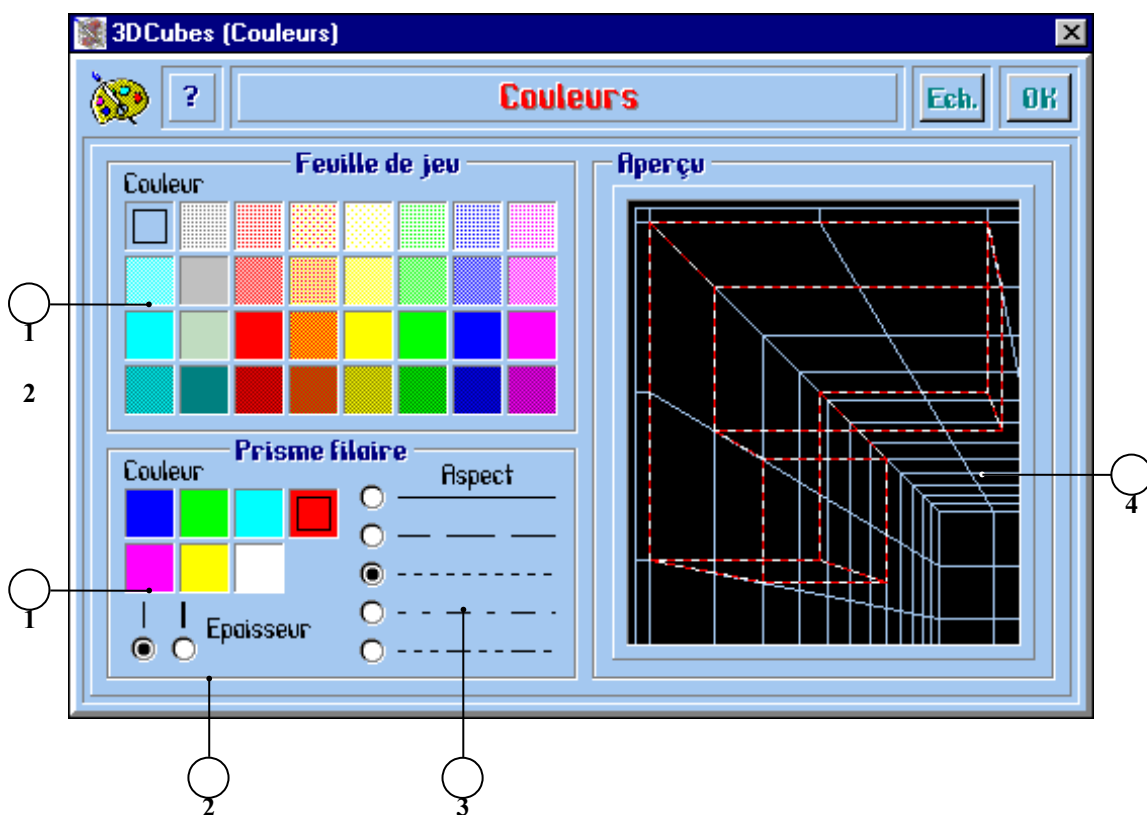 3DCubes (Couleurs)
?
Couleurs
Ech.
OK
Feuille de jeu
Couleur
Aperçu
1
2
Prisme filaire
Couleur
Aspect
4
1
Epaisseur
2
3